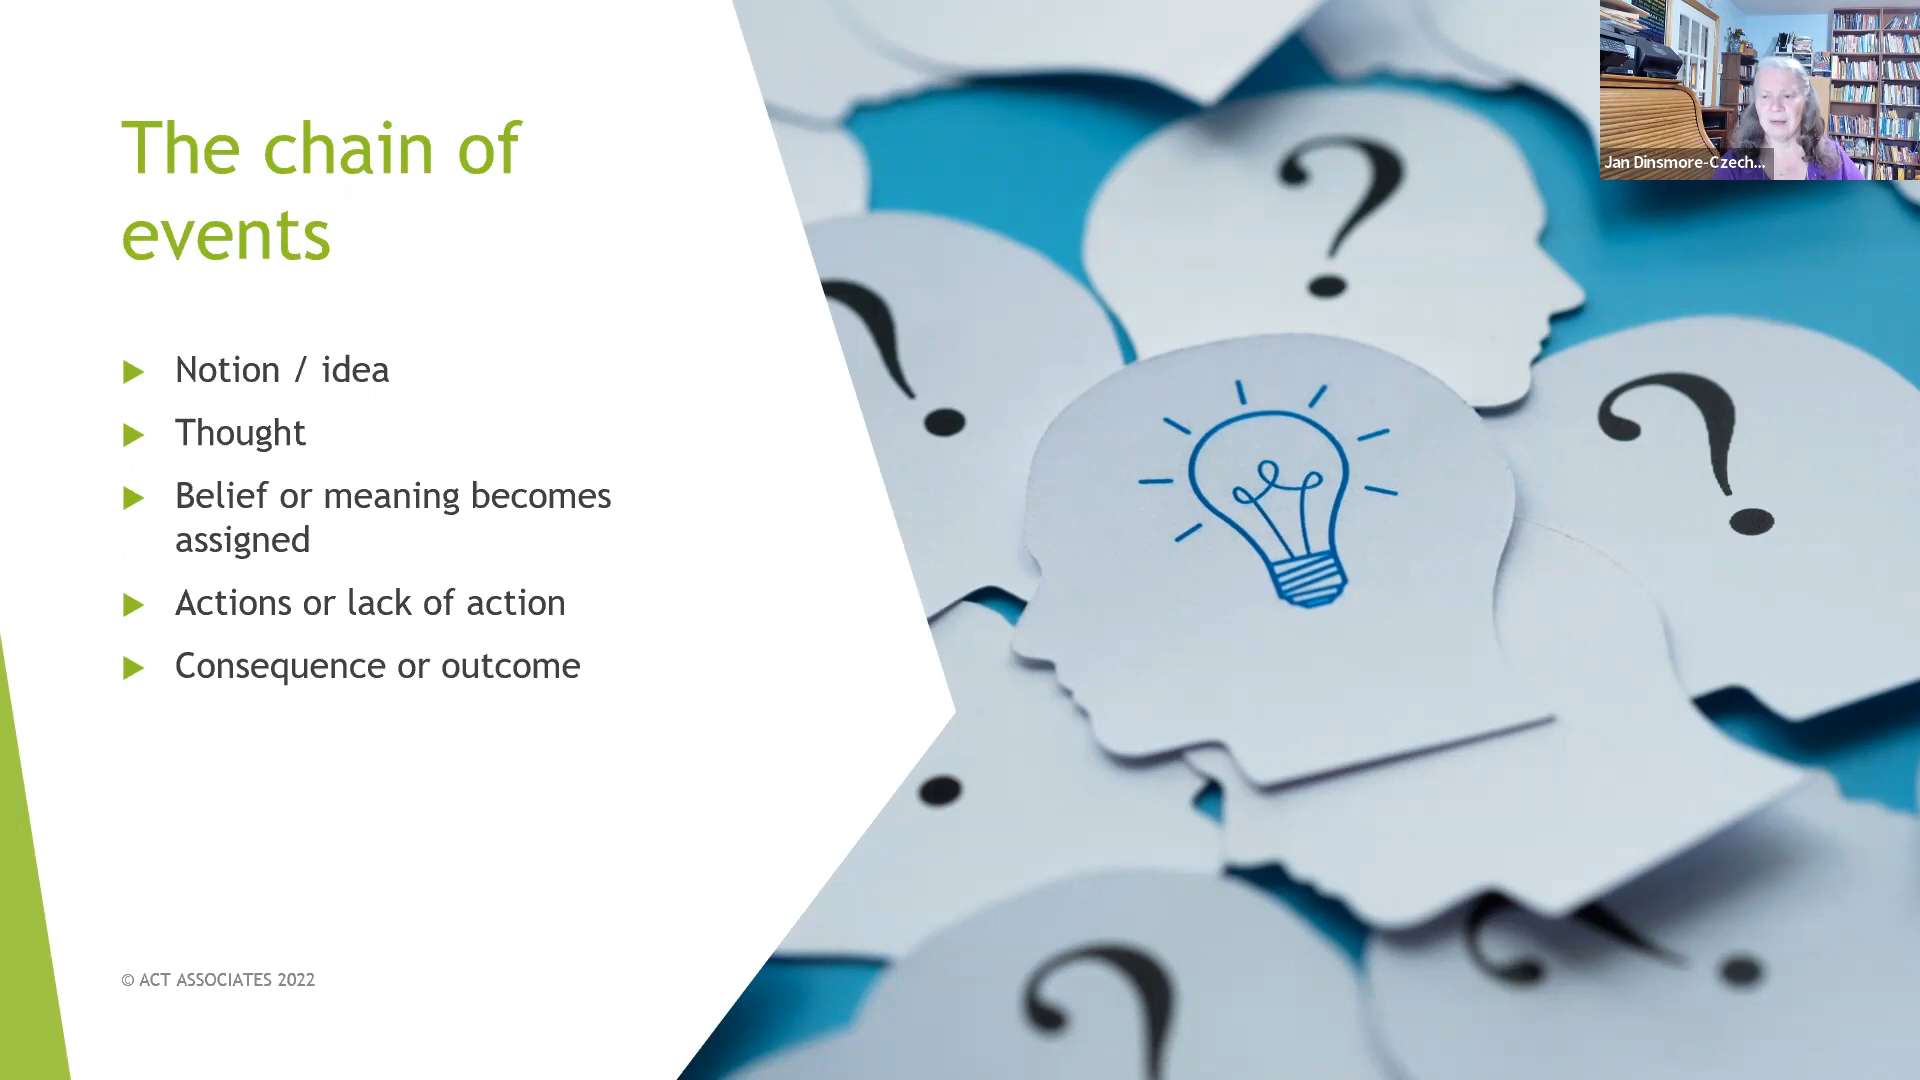 The chain of
events
Notion / idea
Thought
Belief or meaning becomes
assigned
Actions or lack of action
Consequence or outcome
© ACT ASSOCIATES 2022
Jan Dinsmore-Czech...
?
?
?
?